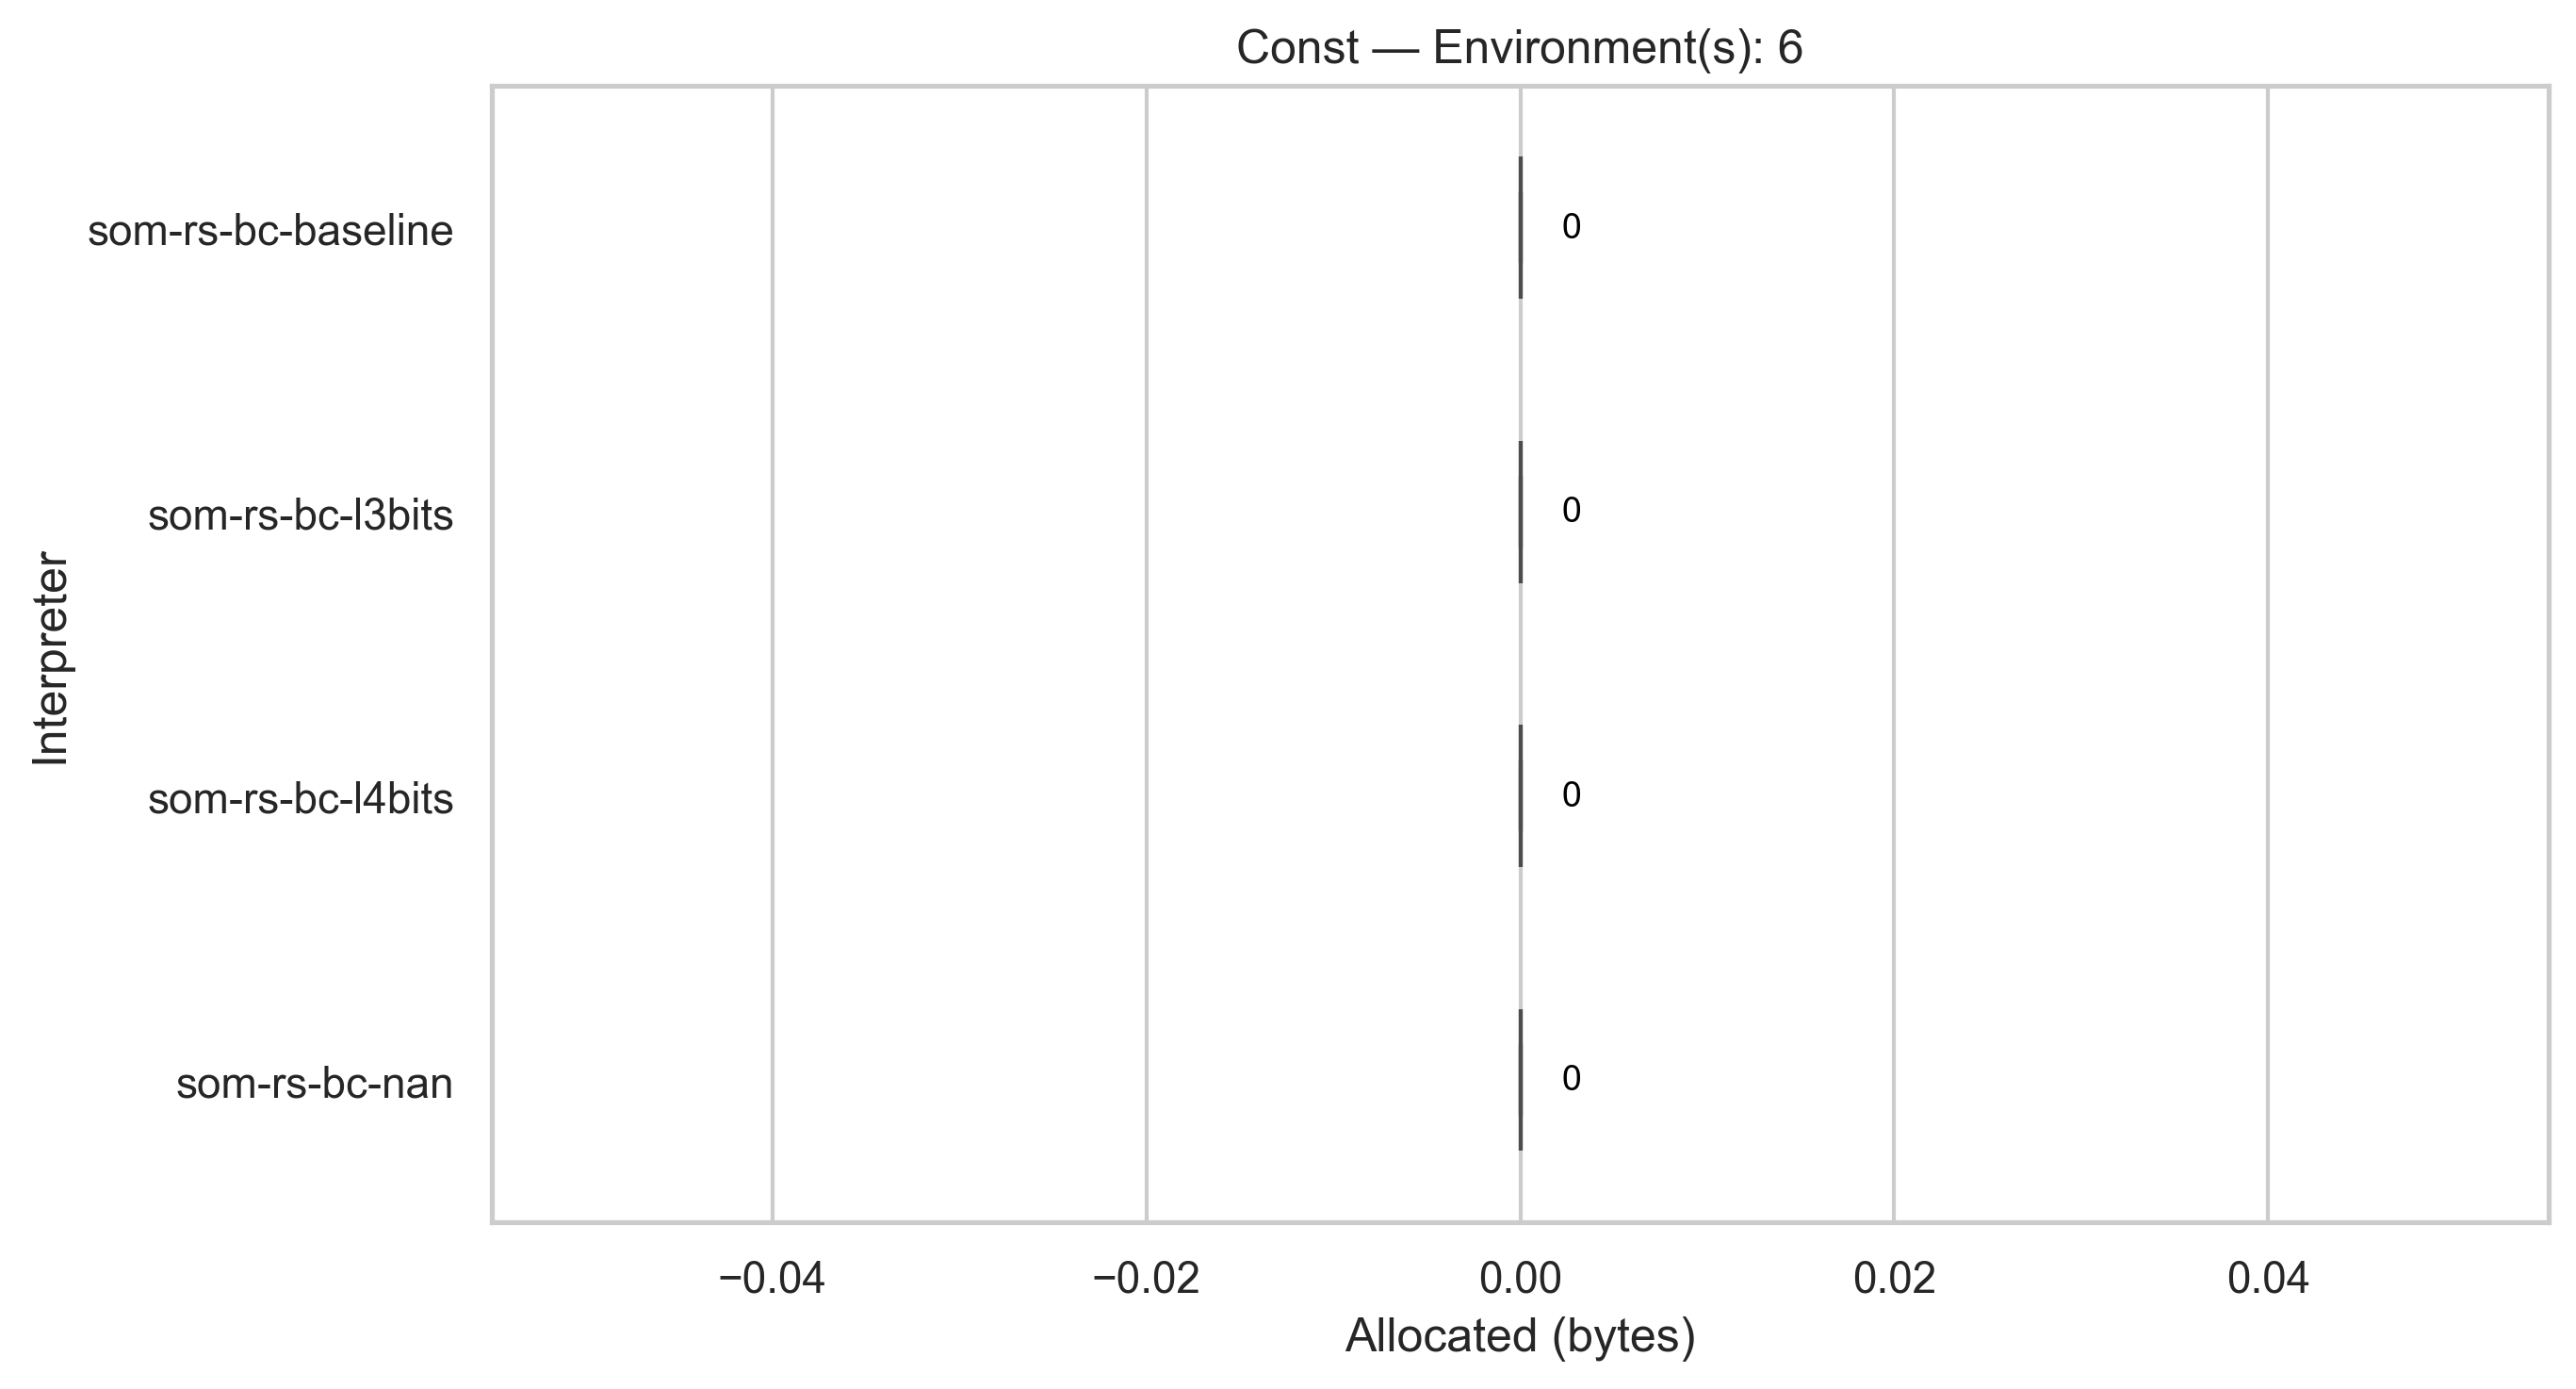 Const — Environment(s): 6
som-rs-bc-baseline
0
som-rs-bc-l3bits
0
som-rs-bc-l4bits
0
som-rs-bc-nan
0
Interpreter
−0.04 −0.02 0.00 0.02 0.04
Allocated (bytes)